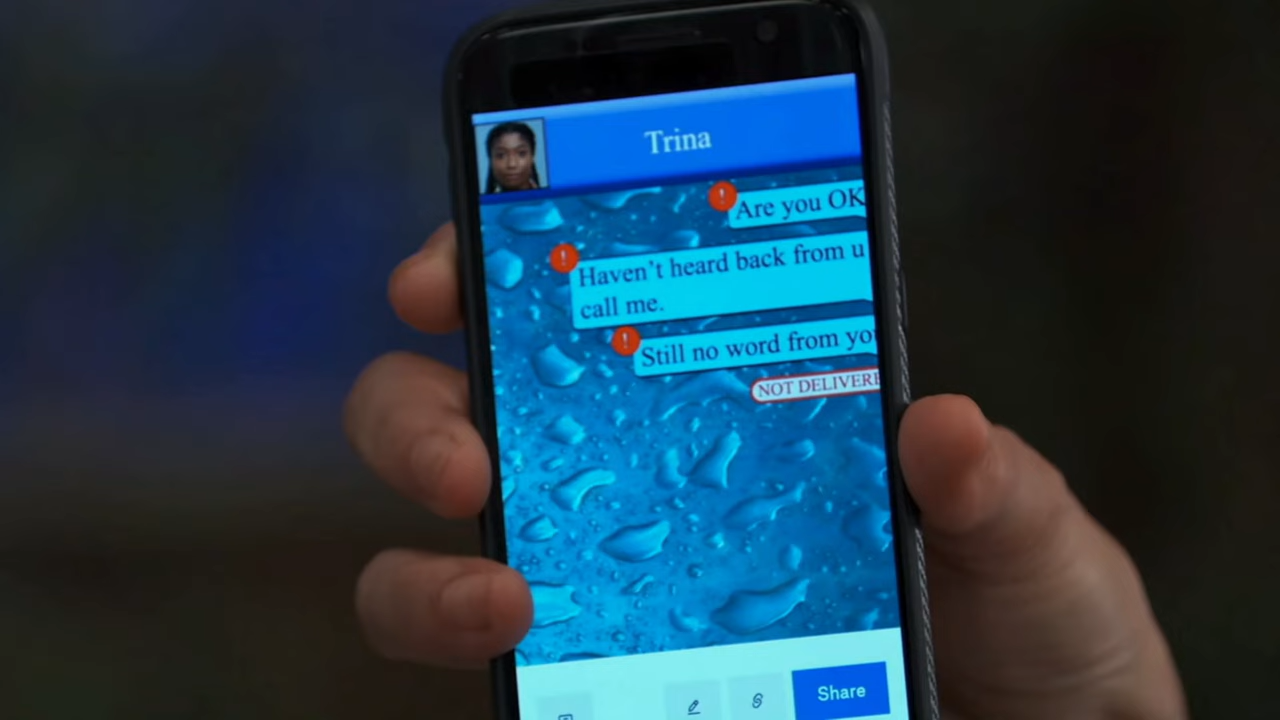 Trina
! Are you OK
! Haven't heard back from u
call me.
! Still no word from yo
NOT DELIVERE
Share